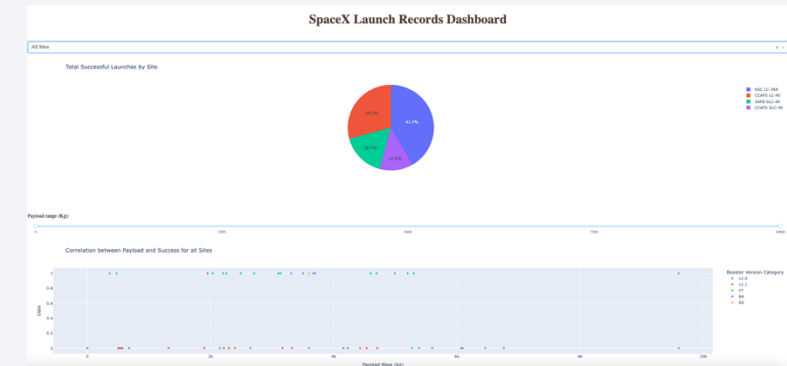 SpaceX Launch Records Dashboard
All Sites
Total Successful Launches by Site
KSC LC-39A
CCAFS LC-40
VAFB SLC-4E
CCAFS SLC-40
41.7%
29.2%
16.7%
12.5%
Payload range (Kg):
0
2500
5000
7500
10000
Correlation between Payload and Success for all Sites
Booster Version Category
v1.0
v1.1
FT
B4
B5
class
1
0.8
0.6
0.4
0.2
0
0
2k
4k
6k
8k
10k
Payload Mass (kg)